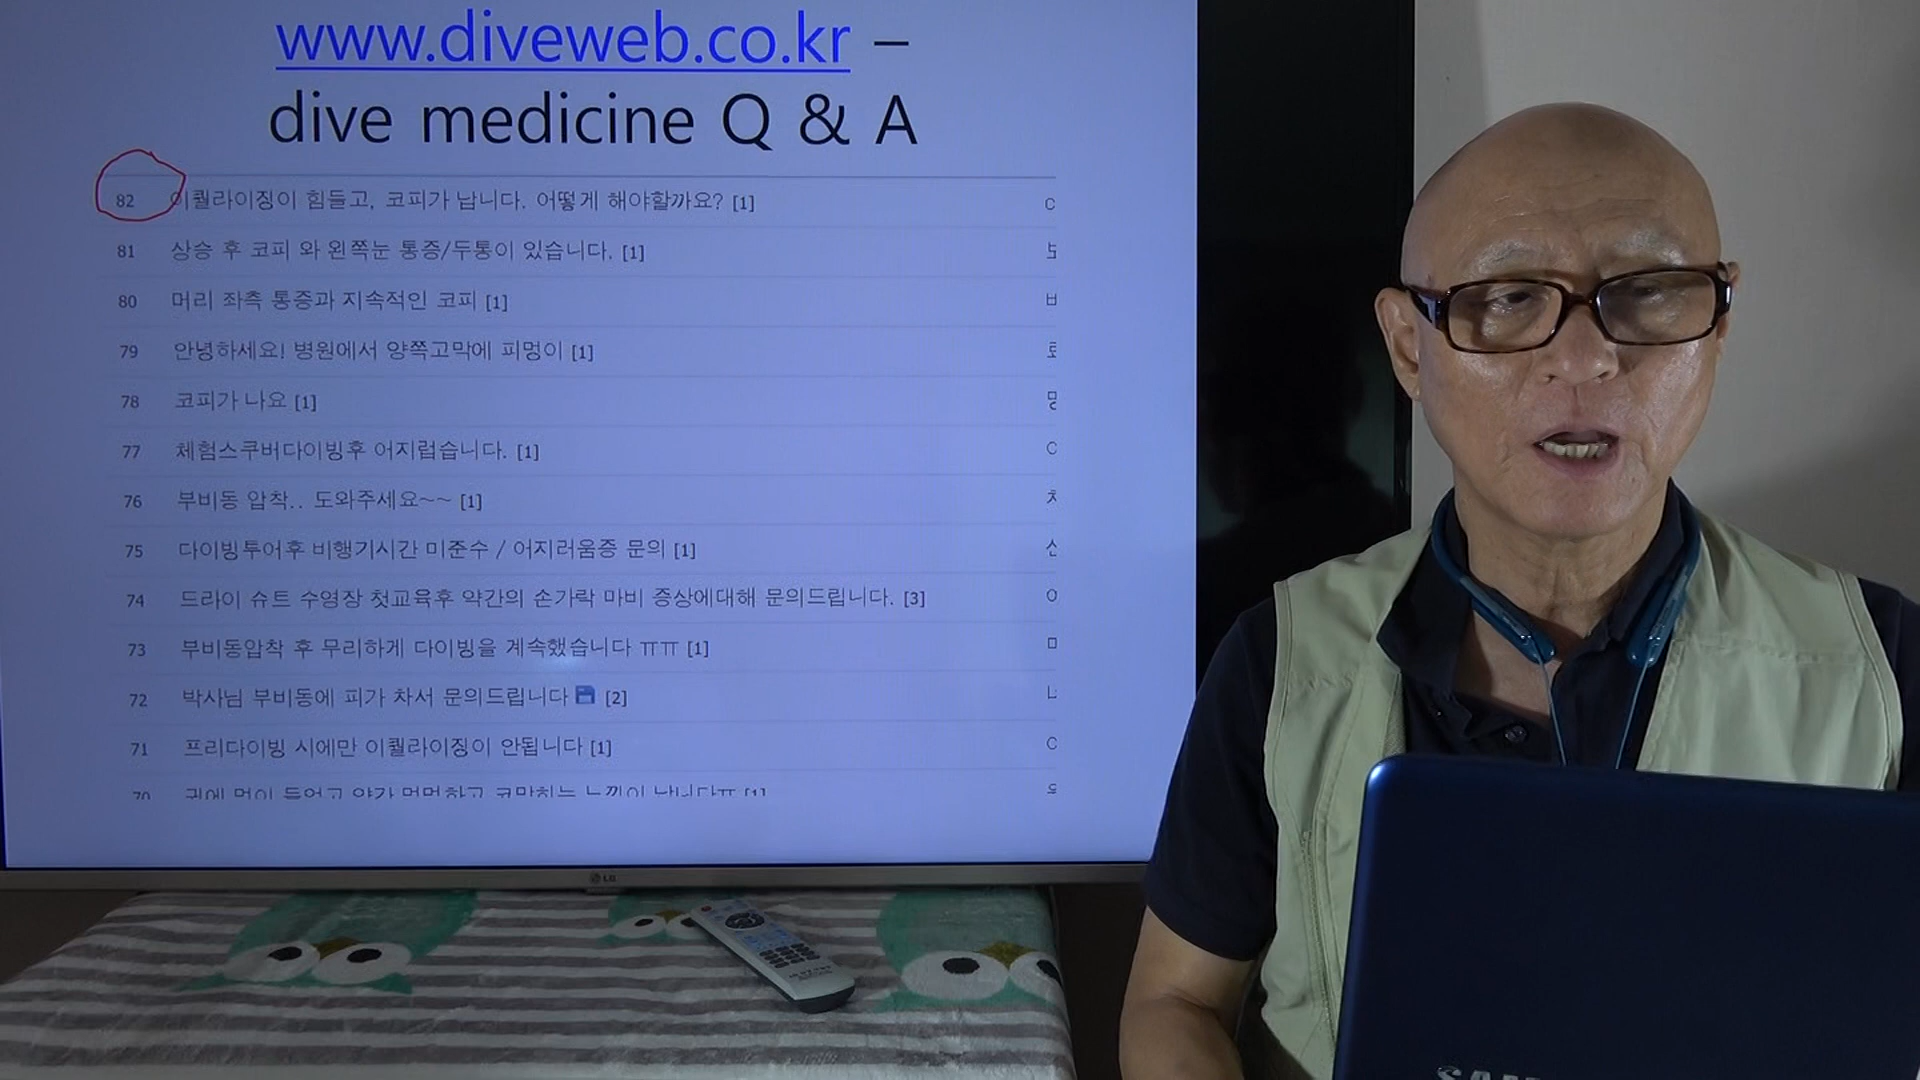 www.diveweb.co.kr –
dive medicine Q & A
82 이퀄라이징이 힘들고, 코피가 납니다. 어떻게 해야할까요? [1]
81 상승 후 코피 와 왼쪽눈 통증/두통이 있습니다. [1]
80 머리 좌측 통증과 지속적인 코피 [1]
79 안녕하세요! 병원에서 양쪽고막에 피멍이 [1]
78 코피가 나요 [1]
77 체험스쿠버다이빙후 어지럽습니다. [1]
76 부비동 압착.. 도와주세요~~ [1]
75 다이빙투어후 비행기시간 미준수 / 어지러움증 문의 [1]
74 드라이 슈트 수영장 첫교육후 약간의 손가락 마비 증상에대해 문의드립니다. [3]
73 부비동압착 후 무리하게 다이빙을 계속했습니다 ㅠㅠ [1]
72 박사님 부비동에 피가 차서 문의드립니다 [2]
71 프리다이빙 시에만 이퀄라이징이 안됩니다 [1]
70
LG